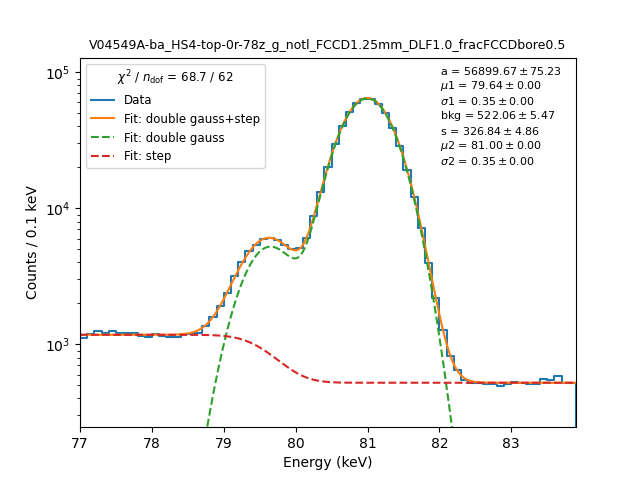 V04549A-ba_HS4-top-0r-78z_g_notl_FCCD1.25mm_DLF1.0_fracFCCDbore0.5
χ² / n_dof = 68.7 / 62
Data
Fit: double gauss+step
Fit: double gauss
Fit: step
a = 56899.67 ± 75.23
μ1 = 79.64 ± 0.00
σ1 = 0.35 ± 0.00
bkg = 522.06 ± 5.47
s = 326.84 ± 4.86
μ2 = 81.00 ± 0.00
σ2 = 0.35 ± 0.00
10⁵
10⁴
10³
Counts / 0.1 keV
77 78 79 80 81 82 83
Energy (keV)